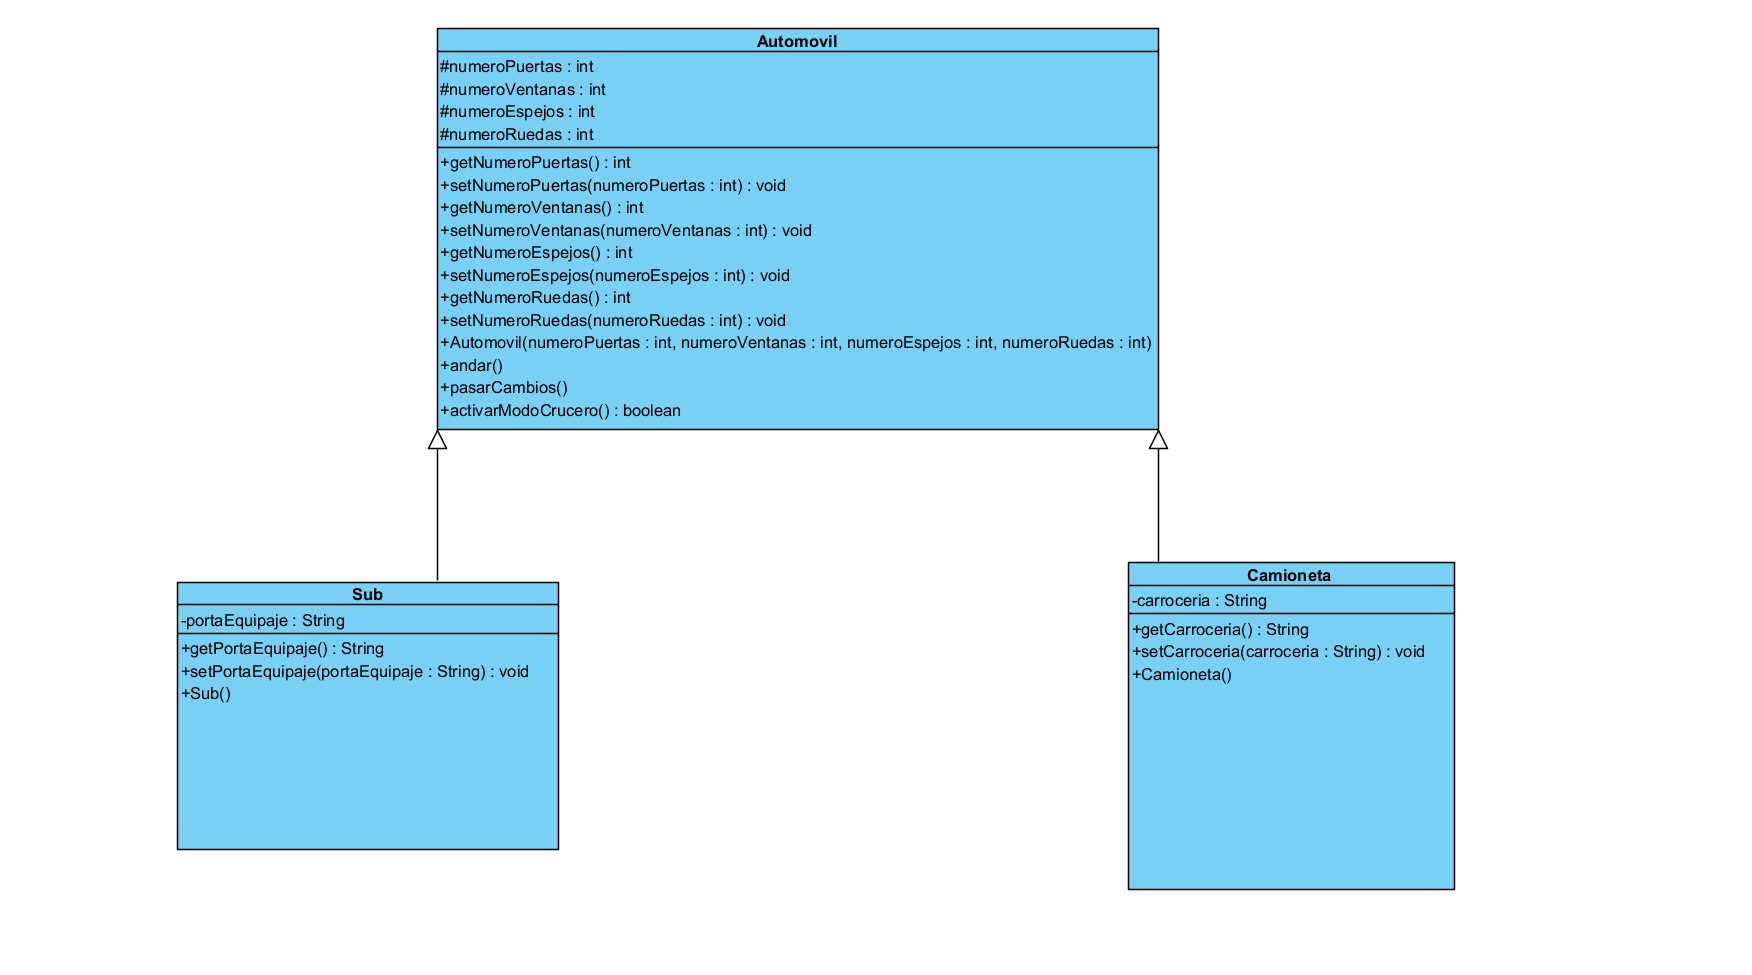 Automovil
#numeroPuertas : int
#numeroVentanas : int
#numeroEspejos : int
#numeroRuedas : int
+getNumeroPuertas() : int
+setNumeroPuertas(numeroPuertas : int) : void
+getNumeroVentanas() : int
+setNumeroVentanas(numeroVentanas : int) : void
+getNumeroEspejos() : int
+setNumeroEspejos(numeroEspejos : int) : void
+getNumeroRuedas() : int
+setNumeroRuedas(numeroRuedas : int) : void
+Automovil(numeroPuertas : int, numeroVentanas : int, numeroEspejos : int, numeroRuedas : int)
+andar()
+pasarCambios()
+activarModoCrucero() : boolean
Sub
-portaEquipaje : String
+getPortaEquipaje() : String
+setPortaEquipaje(portaEquipaje : String) : void
+Sub()
Camioneta
-carroceria : String
+getCarroceria() : String
+setCarroceria(carroceria : String) : void
+Camioneta()